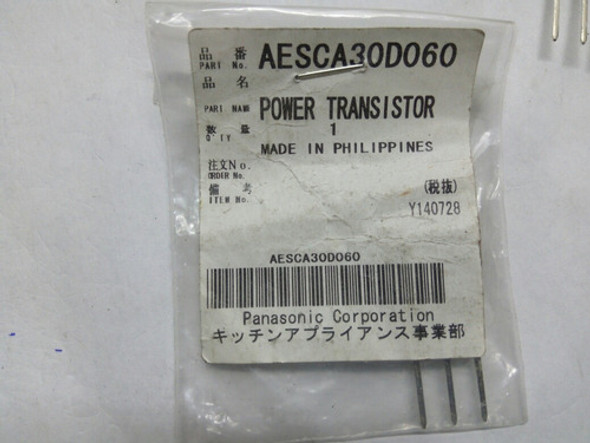 品番 AESCA30D060
PART No.
品名
PART NAME POWER TRANSISTOR
数量 1
Q'TY
MADE IN PHILIPPINES
注文No.
ORDER No.
備考 (税抜)
ITEM No. Y140728
AESCA30D060
Panasonic Corporation
キッチンアプライアンス事業部